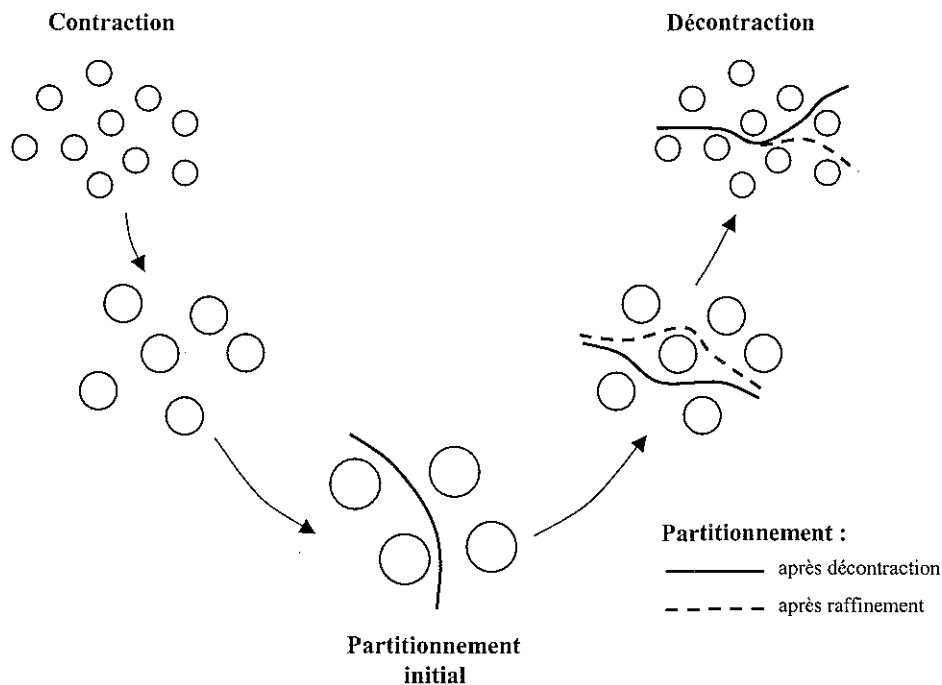 Contraction
Décontraction
Partitionnement :
après décontraction
après raffinement
Partitionnement
initial